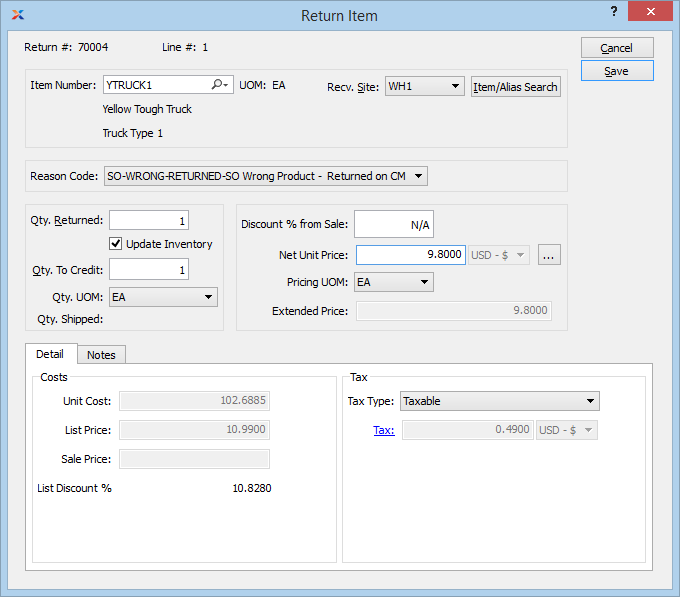 Return Item
?
Return #: 70004 Line #: 1
Cancel
Save
Item Number: YTRUCK1 UOM: EA Recv. Site: WH1 Item/Alias Search
Yellow Tough Truck
Truck Type 1
Reason Code: SO-WRONG-RETURNED-SO Wrong Product - Returned on CM
Qty. Returned: 1
Update Inventory
Qty. To Credit: 1
Qty. UOM: EA
Qty. Shipped:
Discount % from Sale: N/A
Net Unit Price: 9.8000 USD - $ ...
Pricing UOM: EA
Extended Price: 9.8000
Detail Notes
Costs
Unit Cost: 102.6885
List Price: 10.9900
Sale Price:
List Discount % 10.8280
Tax
Tax Type: Taxable
Tax: 0.4900 USD - $